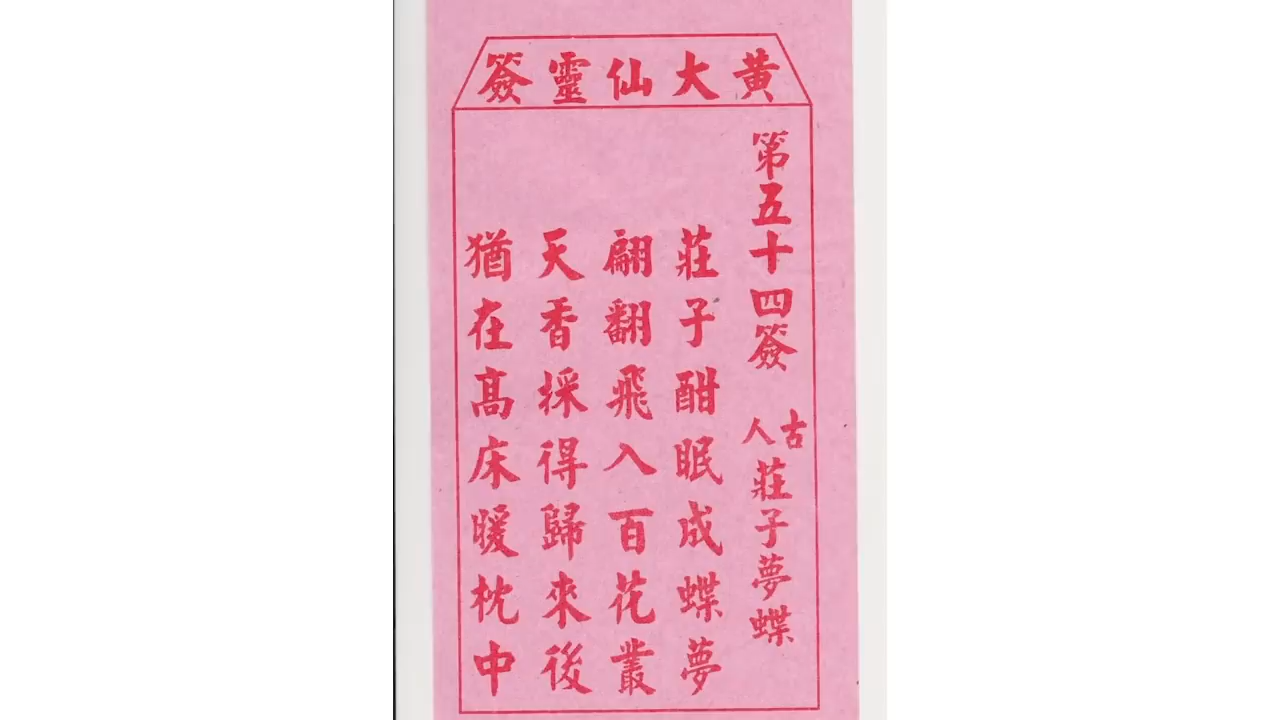 黃大仙靈簽
第五十四簽 古人 莊子夢蝶
莊子酣眠成蝶夢
翩翻飛入百花叢
天香採得歸來後
猶在高床暖枕中